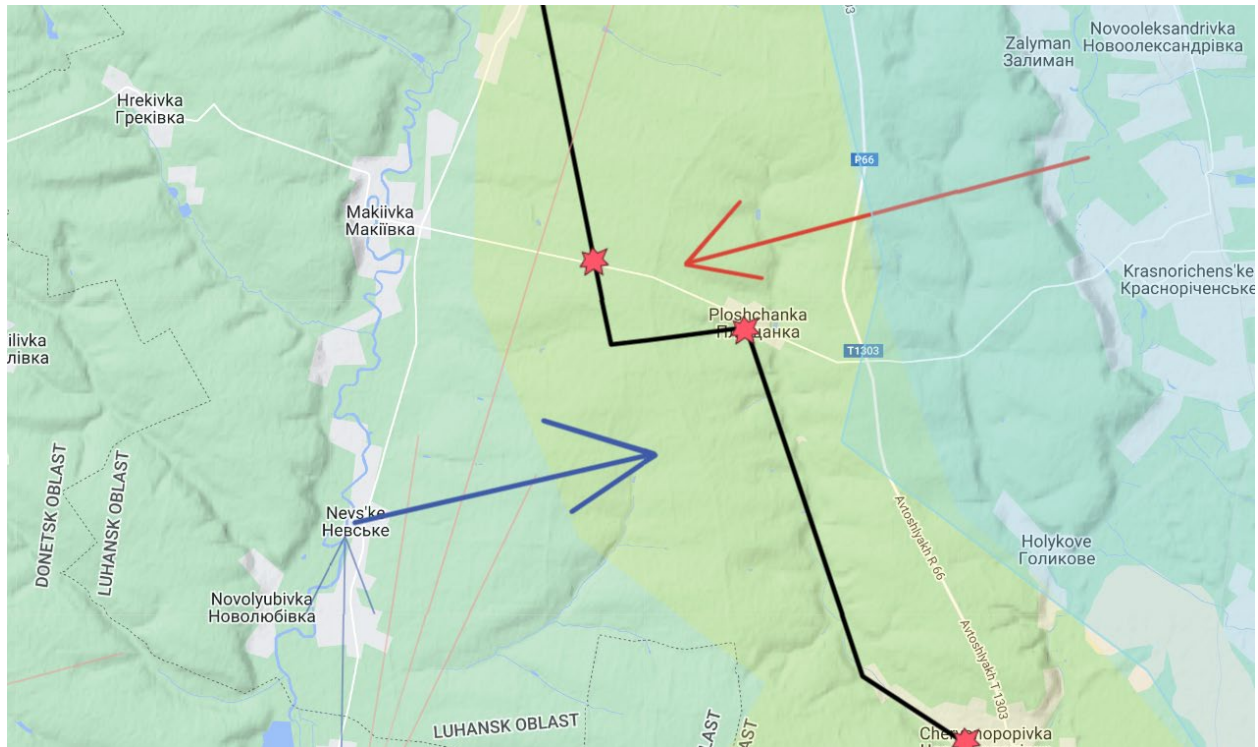 Novooleksandrivka
Новоолександрівка
Zalyman
Залиман
Hrekivka
Греківка
P66
Makiivka
Макіївка
Krasnorichens'ke
Красноріченське
Ploshchanka
T1303
DONETSK OBLAST
LUHANSK OBLAST
Avtoshlyakh R 66
Nevs'ke
Невське
Holykove
Голикове
Novolyubivka
Новолюбівка
Avtoshlyakh T 1303
LUHANSK OBLAST